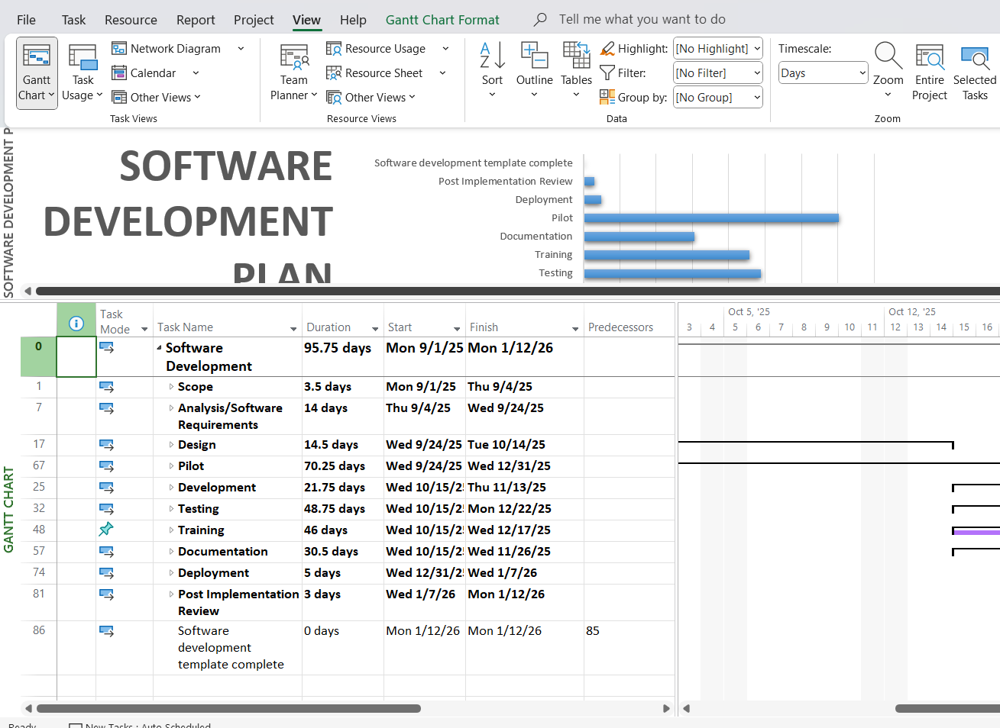 File Task Resource Report Project View Help Gantt Chart Format Tell me what you want to do
Gantt Chart
Task Usage
Network Diagram
Calendar
Other Views
Task Views
Team Planner
Resource Usage
Resource Sheet
Other Views
Resource Views
Sort
Outline
Tables
Highlight: [No Highlight]
Filter: [No Filter]
Group by: [No Group]
Data
Timescale:
Days
Zoom
Entire Project
Selected Tasks
Zoom
SOFTWARE DEVELOPMENT P
SOFTWARE
DEVELOPMENT
PLAN
Software development template complete
Post Implementation Review
Deployment
Pilot
Documentation
Training
Testing
GANTT CHART
Task Mode Task Name Duration Start Finish Predecessors
0 Software Development 95.75 days Mon 9/1/25 Mon 1/12/26
1 Scope 3.5 days Mon 9/1/25 Thu 9/4/25
7 Analysis/Software Requirements 14 days Thu 9/4/25 Wed 9/24/25
17 Design 14.5 days Wed 9/24/25 Tue 10/14/25
67 Pilot 70.25 days Wed 9/24/25 Wed 12/31/25
25 Development 21.75 days Wed 10/15/25 Thu 11/13/25
32 Testing 48.75 days Wed 10/15/25 Mon 12/22/25
48 Training 46 days Wed 10/15/25 Wed 12/17/25
57 Documentation 30.5 days Wed 10/15/25 Wed 11/26/25
74 Deployment 5 days Wed 12/31/25 Wed 1/7/26
81 Post Implementation Review 3 days Wed 1/7/26 Mon 1/12/26
86 Software development template complete 0 days Mon 1/12/26 Mon 1/12/26 85
Oct 5, '25 Oct 12, '25
3 4 5 6 7 8 9 10 11 12 13 14 15 16
Ready New Tasks : Auto Scheduled